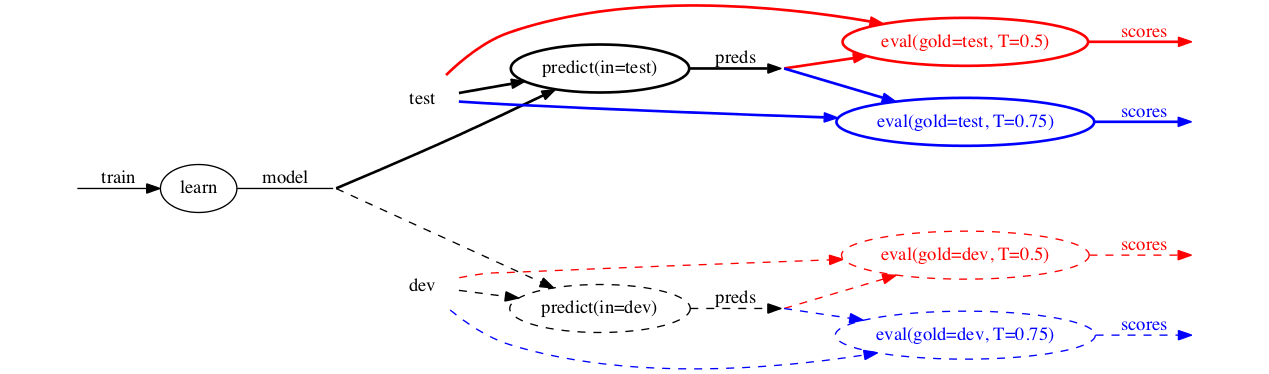 scores
eval(gold=test, T=0.5)
predict(in=test)
preds
test
eval(gold=test, T=0.75)
scores
train
learn
model
scores
eval(gold=dev, T=0.5)
dev
predict(in=dev)
preds
eval(gold=dev, T=0.75)
scores